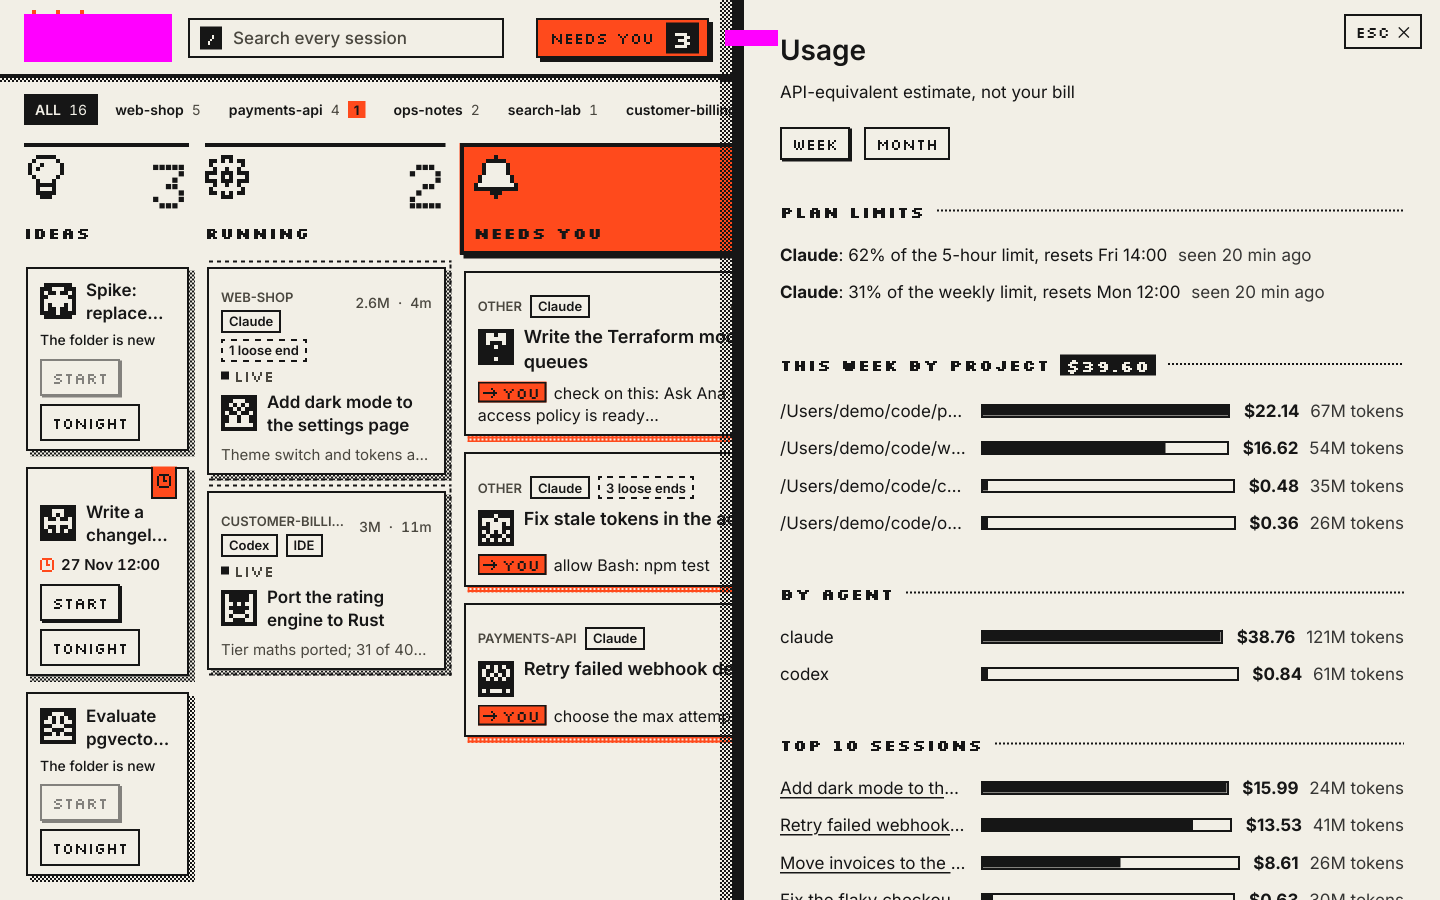 / Search every session
NEEDS YOU 3
ALL 16 web-shop 5 payments-api 4 1 ops-notes 2 search-lab 1 customer-billin
3
IDEAS
2
RUNNING
NEEDS YOU
Spike:
replace...
The folder is new
START
TONIGHT
Write a
changel...
27 Nov 12:00
START
TONIGHT
Evaluate
pgvecto...
The folder is new
START
TONIGHT
WEB-SHOP 2.6M · 4m
Claude
1 loose end
LIVE
Add dark mode to
the settings page
Theme switch and tokens a...
CUSTOMER-BILLI... 3M · 11m
Codex IDE
LIVE
Port the rating
engine to Rust
Tier maths ported; 31 of 40...
OTHER Claude
Write the Terraform mo
queues
→ YOU check on this: Ask Ana
access policy is ready...
OTHER Claude 3 loose ends
Fix stale tokens in the a
→ YOU allow Bash: npm test
PAYMENTS-API Claude
Retry failed webhook de
→ YOU choose the max attemp
Usage
ESC ×
API-equivalent estimate, not your bill
WEEK MONTH
PLAN LIMITS
Claude: 62% of the 5-hour limit, resets Fri 14:00 seen 20 min ago
Claude: 31% of the weekly limit, resets Mon 12:00 seen 20 min ago
THIS WEEK BY PROJECT $39.60
/Users/demo/code/p... $22.14 67M tokens
/Users/demo/code/w... $16.62 54M tokens
/Users/demo/code/c... $0.48 35M tokens
/Users/demo/code/o... $0.36 26M tokens
BY AGENT
claude $38.76 121M tokens
codex $0.84 61M tokens
TOP 10 SESSIONS
Add dark mode to th... $15.99 24M tokens
Retry failed webhook... $13.53 41M tokens
Move invoices to the ... $8.61 26M tokens
Fix the flaky checkou... $0.63 30M tokens